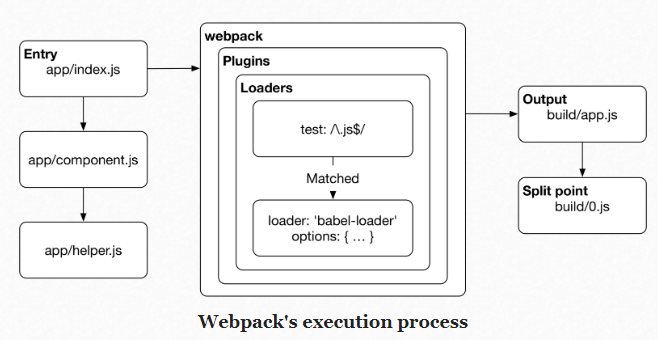 Entry
app/index.js
app/component.js
app/helper.js
webpack
Plugins
Loaders
test: /\.js$/
Matched
loader: 'babel-loader'
options: { ... }
Output
build/app.js
Split point
build/0.js
Webpack's execution process